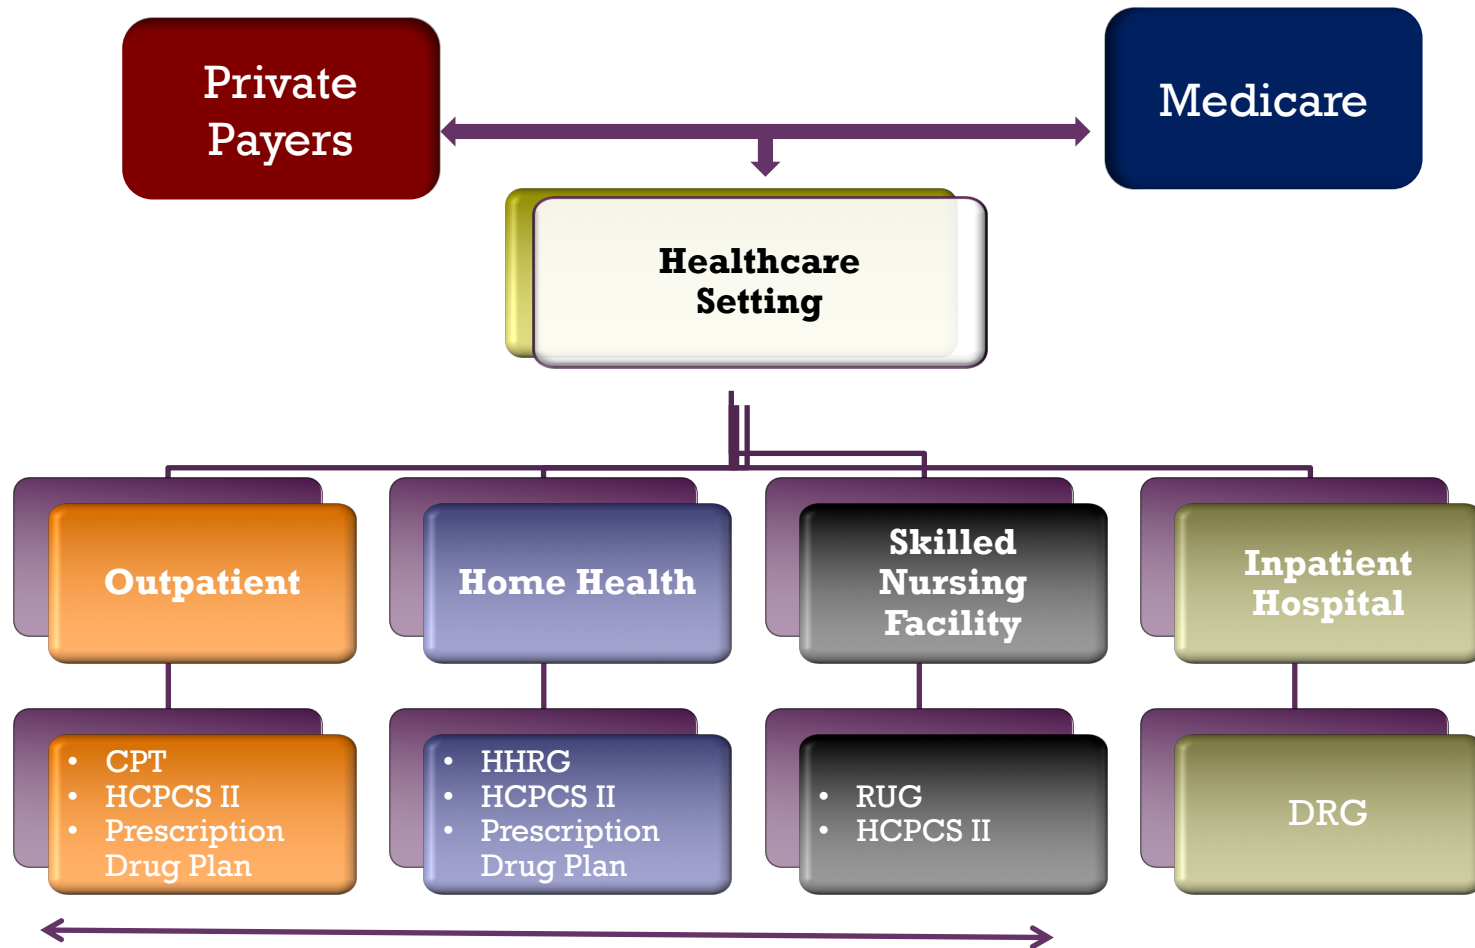 Private
Payers
Medicare
Healthcare
Setting
Outpatient
Home Health
Skilled
Nursing
Facility
Inpatient
Hospital
• CPT
• HCPCS II
• Prescription
Drug Plan
• HHRG
• HCPCS II
• Prescription
Drug Plan
• RUG
• HCPCS II
DRG